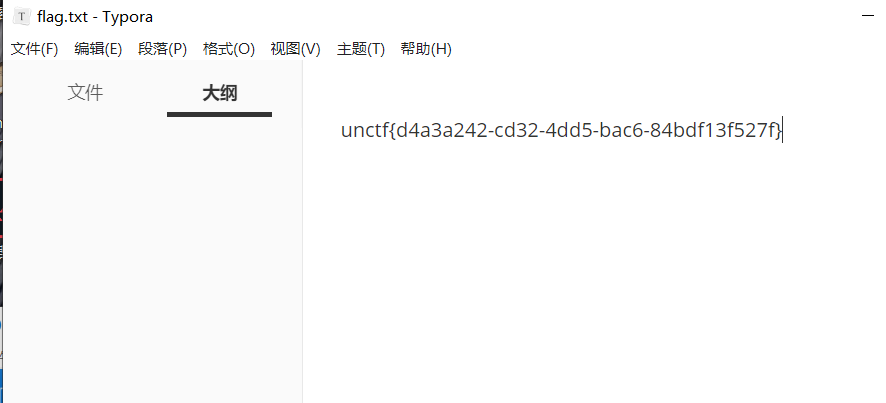 T flag.txt - Typora
文件(F) 编辑(E) 段落(P) 格式(O) 视图(V) 主题(T) 帮助(H)
文件 大纲
unctf{d4a3a242-cd32-4dd5-bac6-84bdf13f527f}